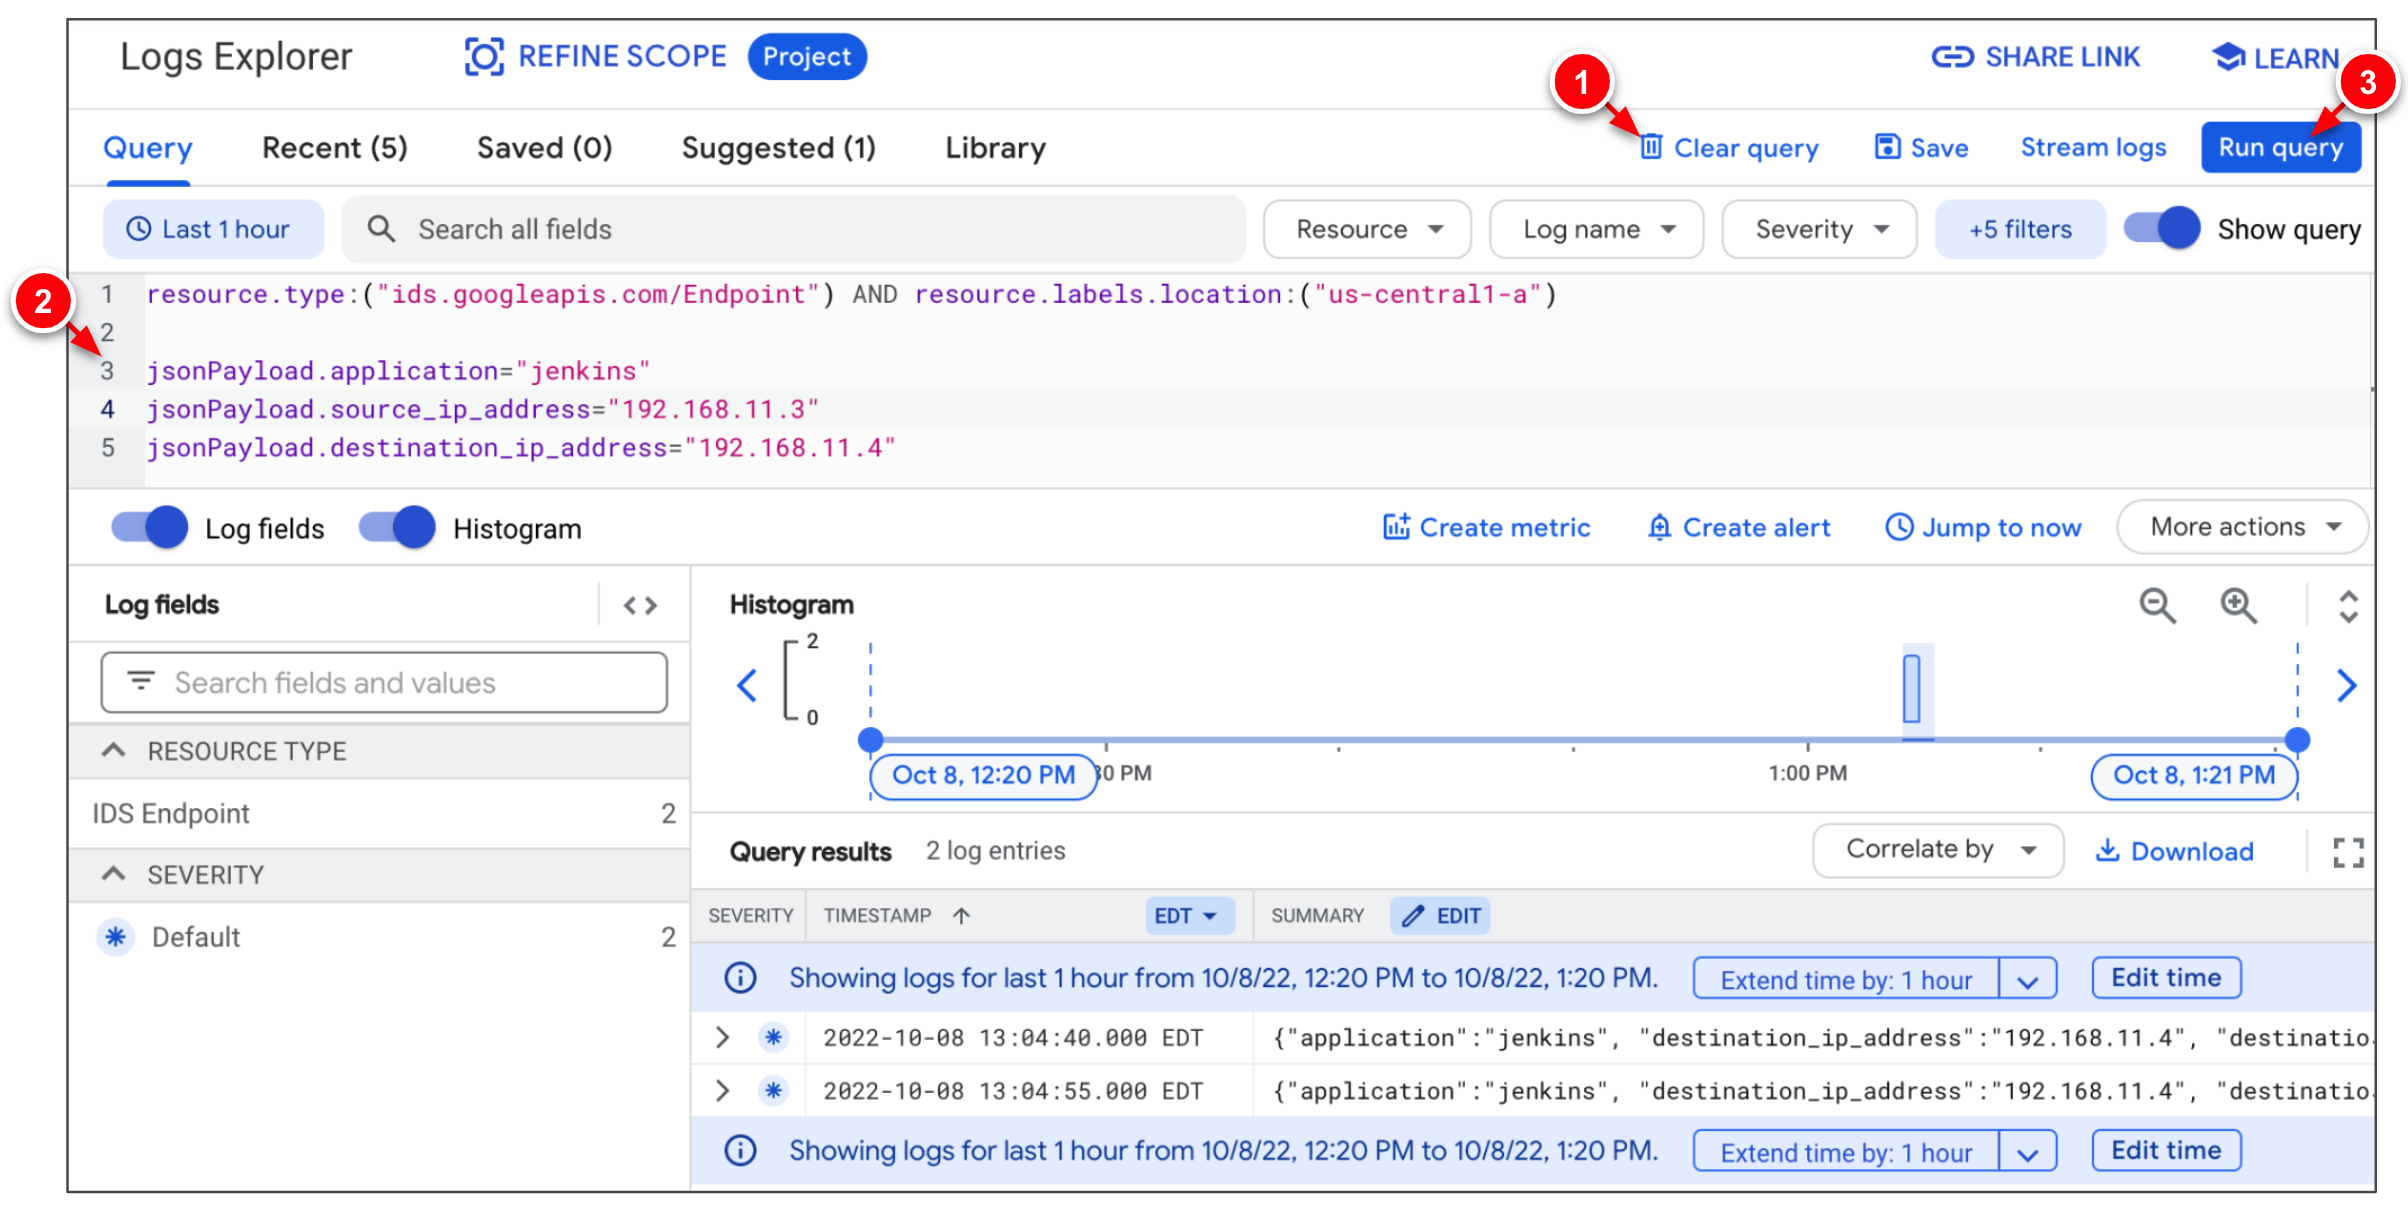 Logs Explorer REFINE SCOPE Project SHARE LINK LEARN
1 3
Query Recent (5) Saved (0) Suggested (1) Library Clear query Save Stream logs Run query
Last 1 hour Search all fields Resource Log name Severity +5 filters Show query
2
1 resource.type:("ids.googleapis.com/Endpoint") AND resource.labels.location:("us-central1-a")
2
3 jsonPayload.application="jenkins"
4 jsonPayload.source_ip_address="192.168.11.3"
5 jsonPayload.destination_ip_address="192.168.11.4"
Log fields Histogram Create metric Create alert Jump to now More actions
Log fields
Search fields and values
RESOURCE TYPE
IDS Endpoint 2
SEVERITY
Default 2
Histogram
2
0
Oct 8, 12:20 PM 30 PM 1:00 PM Oct 8, 1:21 PM
Query results 2 log entries Correlate by Download
SEVERITY TIMESTAMP EDT SUMMARY EDIT
Showing logs for last 1 hour from 10/8/22, 12:20 PM to 10/8/22, 1:20 PM. Extend time by: 1 hour Edit time
2022-10-08 13:04:40.000 EDT {"application":"jenkins", "destination_ip_address":"192.168.11.4", "destinatio
2022-10-08 13:04:55.000 EDT {"application":"jenkins", "destination_ip_address":"192.168.11.4", "destinatio
Showing logs for last 1 hour from 10/8/22, 12:20 PM to 10/8/22, 1:20 PM. Extend time by: 1 hour Edit time